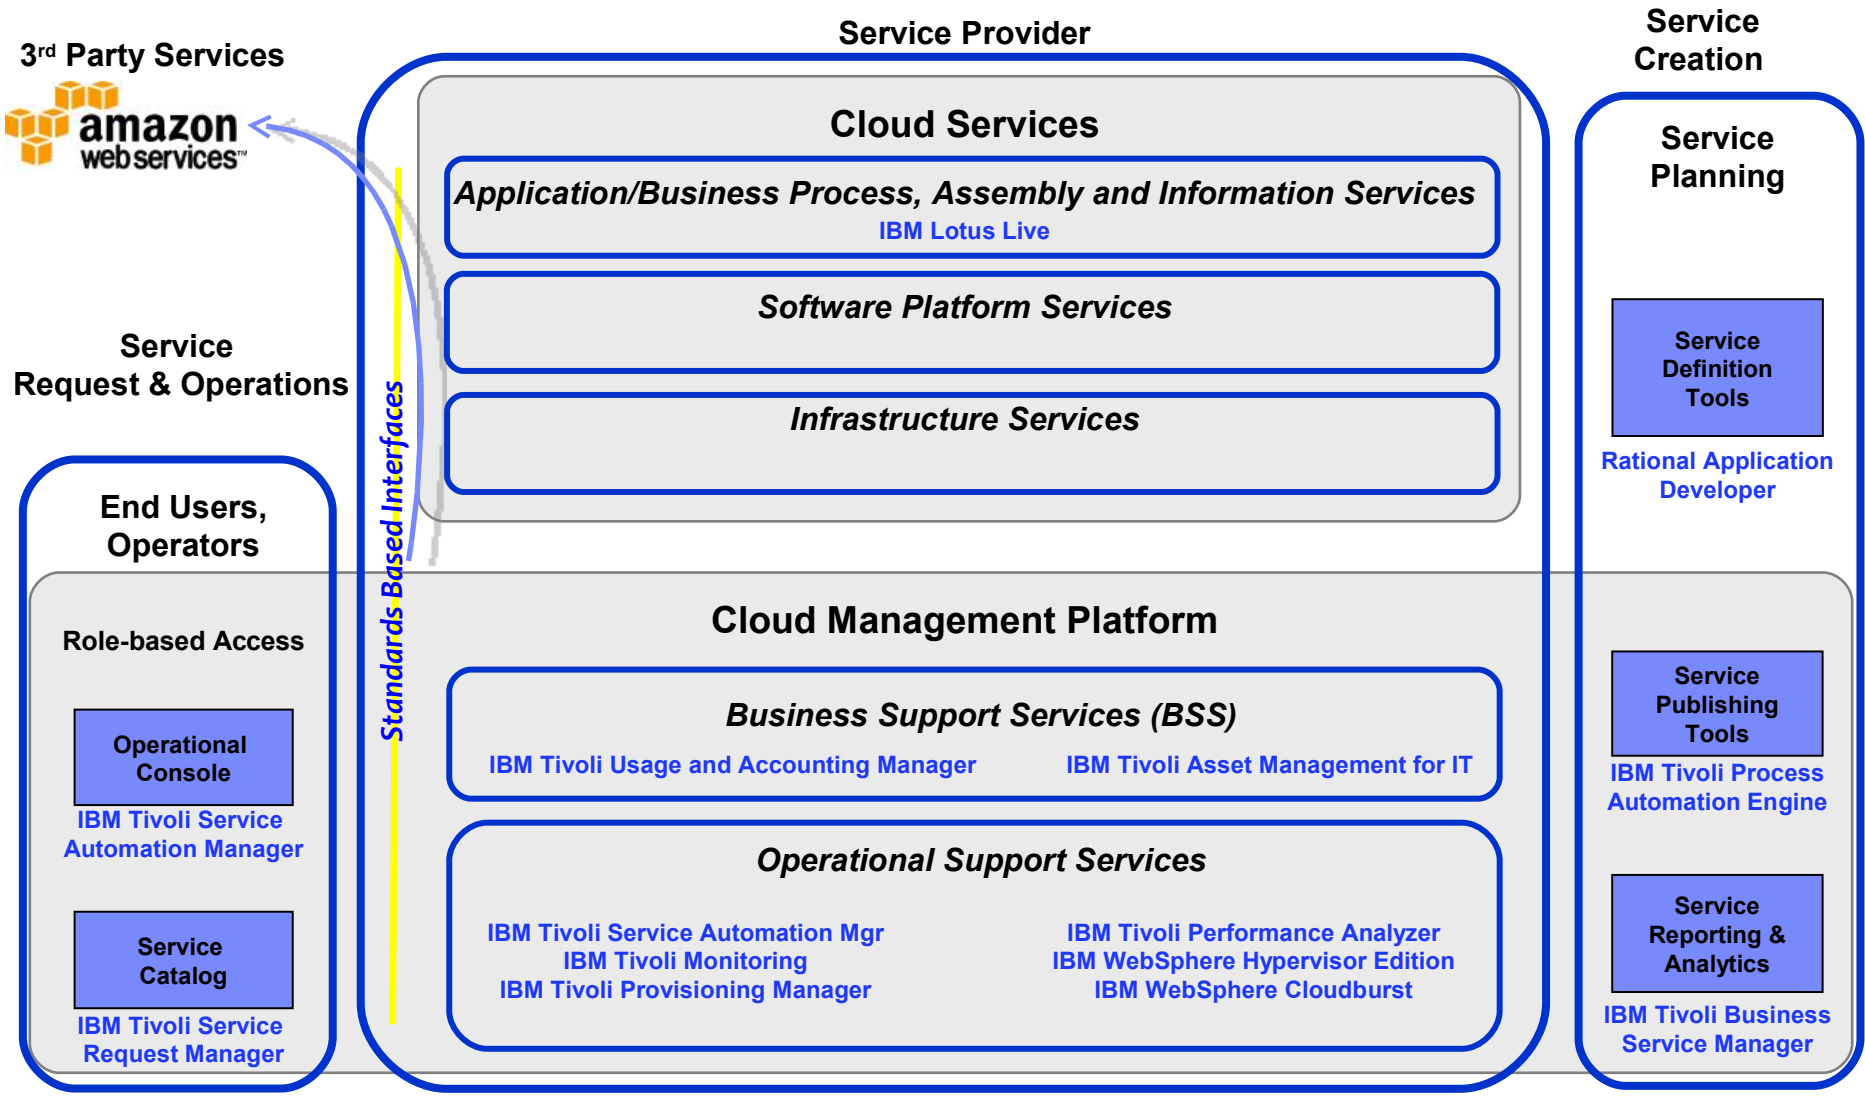 3rd Party Services
amazon
webservices™
Service
Request & Operations
End Users,
Operators
Role-based Access
Operational
Console
IBM Tivoli Service
Automation Manager
Service
Catalog
IBM Tivoli Service
Request Manager
Standards Based Interfaces
Service Provider
Cloud Services
Application/Business Process, Assembly and Information Services
IBM Lotus Live
Software Platform Services
Infrastructure Services
Cloud Management Platform
Business Support Services (BSS)
IBM Tivoli Usage and Accounting Manager
IBM Tivoli Asset Management for IT
Operational Support Services
IBM Tivoli Service Automation Mgr
IBM Tivoli Monitoring
IBM Tivoli Provisioning Manager
IBM Tivoli Performance Analyzer
IBM WebSphere Hypervisor Edition
IBM WebSphere Cloudburst
Service
Creation
Service
Planning
Service
Definition
Tools
Rational Application
Developer
Service
Publishing
Tools
IBM Tivoli Process
Automation Engine
Service
Reporting &
Analytics
IBM Tivoli Business
Service Manager